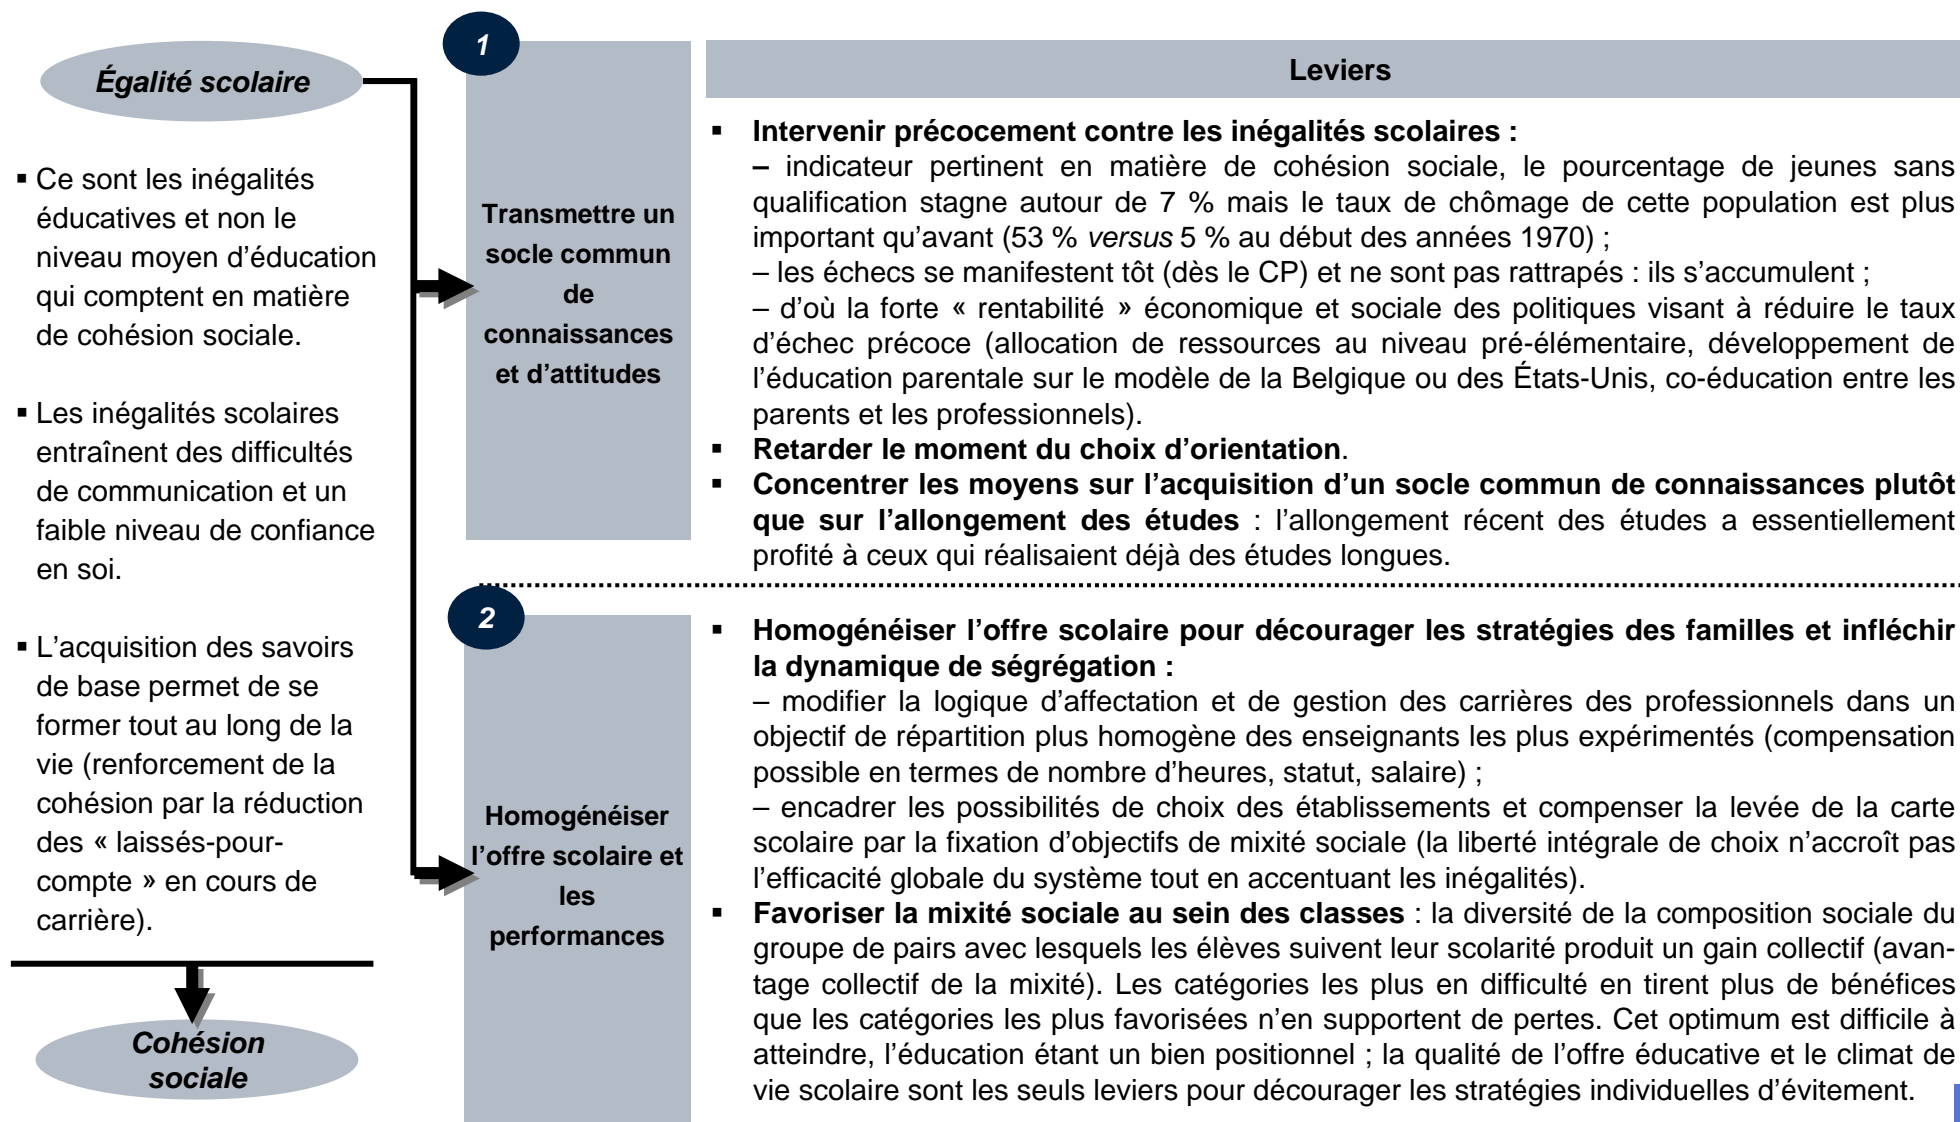 Égalité scolaire
▪ Ce sont les inégalités
éducatives et non le
niveau moyen d’éducation
qui comptent en matière
de cohésion sociale.
▪ Les inégalités scolaires
entraînent des difficultés
de communication et un
faible niveau de confiance
en soi.
▪ L’acquisition des savoirs
de base permet de se
former tout au long de la
vie (renforcement de la
cohésion par la réduction
des « laissés-pour-
compte » en cours de
carrière).
Cohésion
sociale
1
Transmettre un
socle commun
de
connaissances
et d’attitudes
Leviers
▪ Intervenir précocement contre les inégalités scolaires :
– indicateur pertinent en matière de cohésion sociale, le pourcentage de jeunes sans
qualification stagne autour de 7 % mais le taux de chômage de cette population est plus
important qu’avant (53 % versus 5 % au début des années 1970) ;
– les échecs se manifestent tôt (dès le CP) et ne sont pas rattrapés : ils s’accumulent ;
– d’où la forte « rentabilité » économique et sociale des politiques visant à réduire le taux
d’échec précoce (allocation de ressources au niveau pré-élémentaire, développement de
l’éducation parentale sur le modèle de la Belgique ou des États-Unis, co-éducation entre les
parents et les professionnels).
▪ Retarder le moment du choix d’orientation.
▪ Concentrer les moyens sur l’acquisition d’un socle commun de connaissances plutôt
que sur l’allongement des études : l’allongement récent des études a essentiellement
profité à ceux qui réalisaient déjà des études longues.
2
Homogénéiser
l’offre scolaire et
les
performances
▪ Homogénéiser l’offre scolaire pour décourager les stratégies des familles et infléchir
la dynamique de ségrégation :
– modifier la logique d’affectation et de gestion des carrières des professionnels dans un
objectif de répartition plus homogène des enseignants les plus expérimentés (compensation
possible en termes de nombre d’heures, statut, salaire) ;
– encadrer les possibilités de choix des établissements et compenser la levée de la carte
scolaire par la fixation d’objectifs de mixité sociale (la liberté intégrale de choix n’accroît pas
l’efficacité globale du système tout en accentuant les inégalités).
▪ Favoriser la mixité sociale au sein des classes : la diversité de la composition sociale du
groupe de pairs avec lesquels les élèves suivent leur scolarité produit un gain collectif (avan-
tage collectif de la mixité). Les catégories les plus en difficulté en tirent plus de bénéfices
que les catégories les plus favorisées n’en supportent de pertes. Cet optimum est difficile à
atteindre, l’éducation étant un bien positionnel ; la qualité de l’offre éducative et le climat de
vie scolaire sont les seuls leviers pour décourager les stratégies individuelles d’évitement.